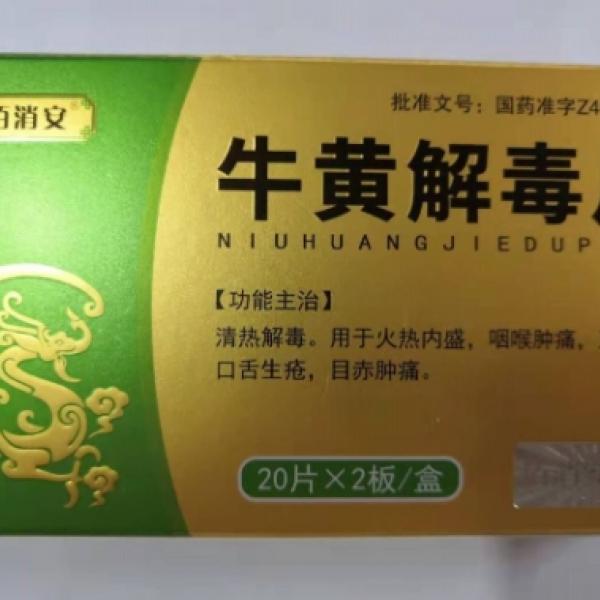 消安
批准文号：国药准字Z4
牛黄解毒
NIUHUANGJIEDUP
【功能主治】
清热解毒。用于火热内盛，咽喉肿痛，
口舌生疮，目赤肿痛。
20片×2板/盒